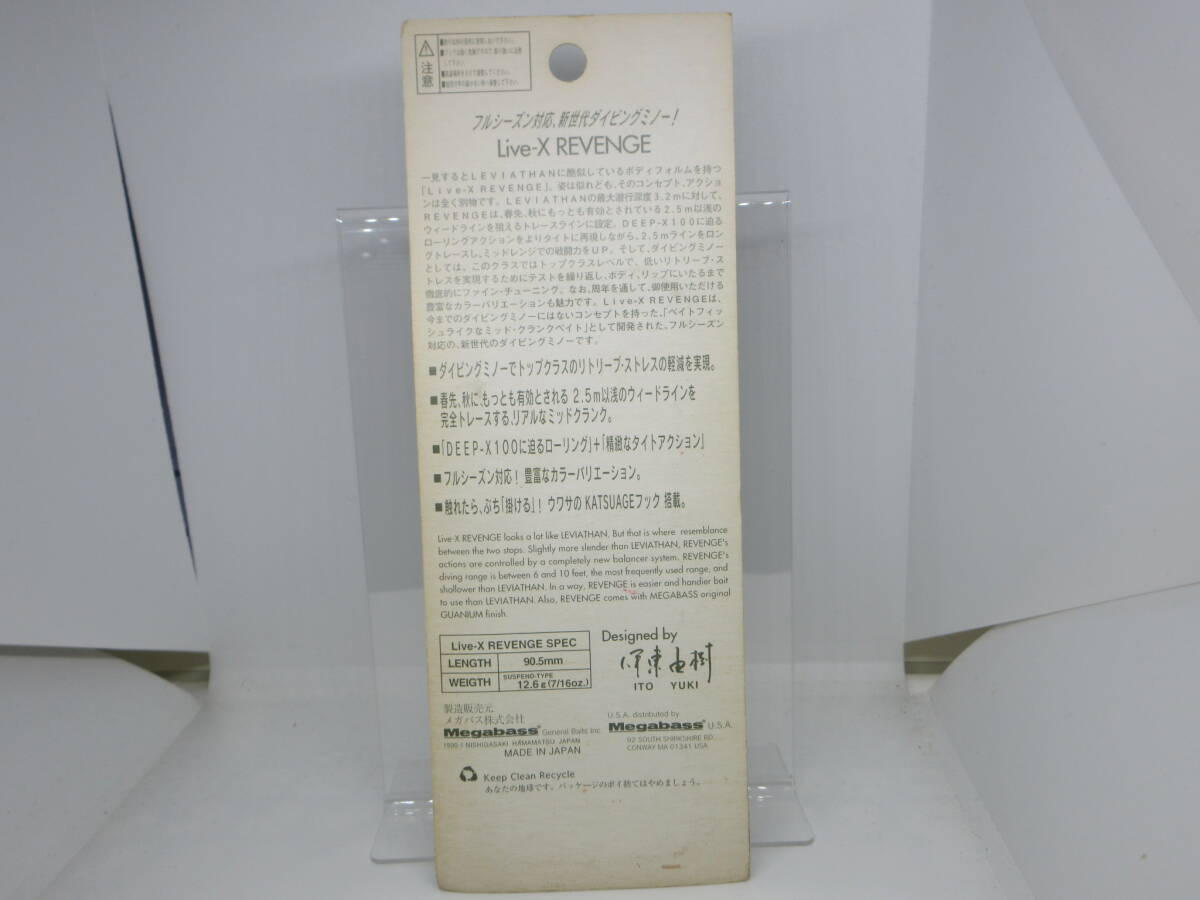 注意
フルシーズン対応、新世代ダイビングミノー!
Live-X REVENGE
一見するとLEVIATHANに酷似しているボディフォルムを持つ
「Live-X REVENGE」。姿は似れども、そのコンセプト、アクショ
ンは全く別物です。LEVIATHANの最大潜行深度3.2mに対して、
REVENGEは、春先、秋にもっとも有効とされている2.5m以浅の
ウィードラインを狙えるトレースラインに設定。DEEP-X100に迫る
ローリングアクションをよりタイトに再現しながら、2.5mラインをロン
グトレースし、ミッドレンジでの戦闘力をUP。そして、ダイビングミノー
としては、このクラスではトップクラスレベルで、低いリトリーブ・ス
トレスを実現するためにテストを繰り返し、ボディ、リップにいたるまで
徹底的にファイン・チューニング。なお、周年を通して、御使用いただける
豊富なカラーバリエーションも魅力です。Live-X REVENGEは、
今までのダイビングミノーにはないコンセプトを持った、「ベイトフィッ
シュライクなミッド・クランクベイト」として開発された、フルシーズン
対応の、新世代のダイビングミノーです。
■ダイビングミノーでトップクラスのリトリーブ・ストレスの軽減を実現。
■春先、秋に、もっとも有効とされる 2.5m以浅のウィードラインを
完全トレースする、リアルなミッドクランク。
■「DEEP-X100に迫るローリング」+「精緻なタイトアクション」
■フルシーズン対応! 豊富なカラーバリエーション。
■触れたら、ぶち「掛ける」! ウワサの KATSUAGEフック 搭載。
Live-X REVENGE looks a lot like LEVIATHAN. But that is where resemblance
between the two stops. Slightly more slender than LEVIATHAN, REVENGE's
actions are controlled by a completely new balancer system. REVENGE's
diving range is between 6 and 10 feet, the most frequently used range, and
shallower than LEVIATHAN. In a way, REVENGE is easier and handier bait
to use than LEVIATHAN. Also, REVENGE comes with MEGABASS original
GUANIUM finish.
Live-X REVENGE SPEC
LENGTH 90.5mm
WEIGTH SUSPEND-TYPE 12.6g(7/16oz.)
Designed by
伊東由樹
ITO YUKI
製造販売元
メガバス株式会社
Megabass General Baits Inc
1990-1 NISHIGASAKI HAMAMATSU JAPAN
MADE IN JAPAN
U.S.A. distributed by
Megabass U.S.A.
92 SOUTH SHIRKSHIRE RD.
CONWAY MA 01341 USA
Keep Clean Recycle
あなたの地球です。パッケージのポイ捨てはやめましょう。